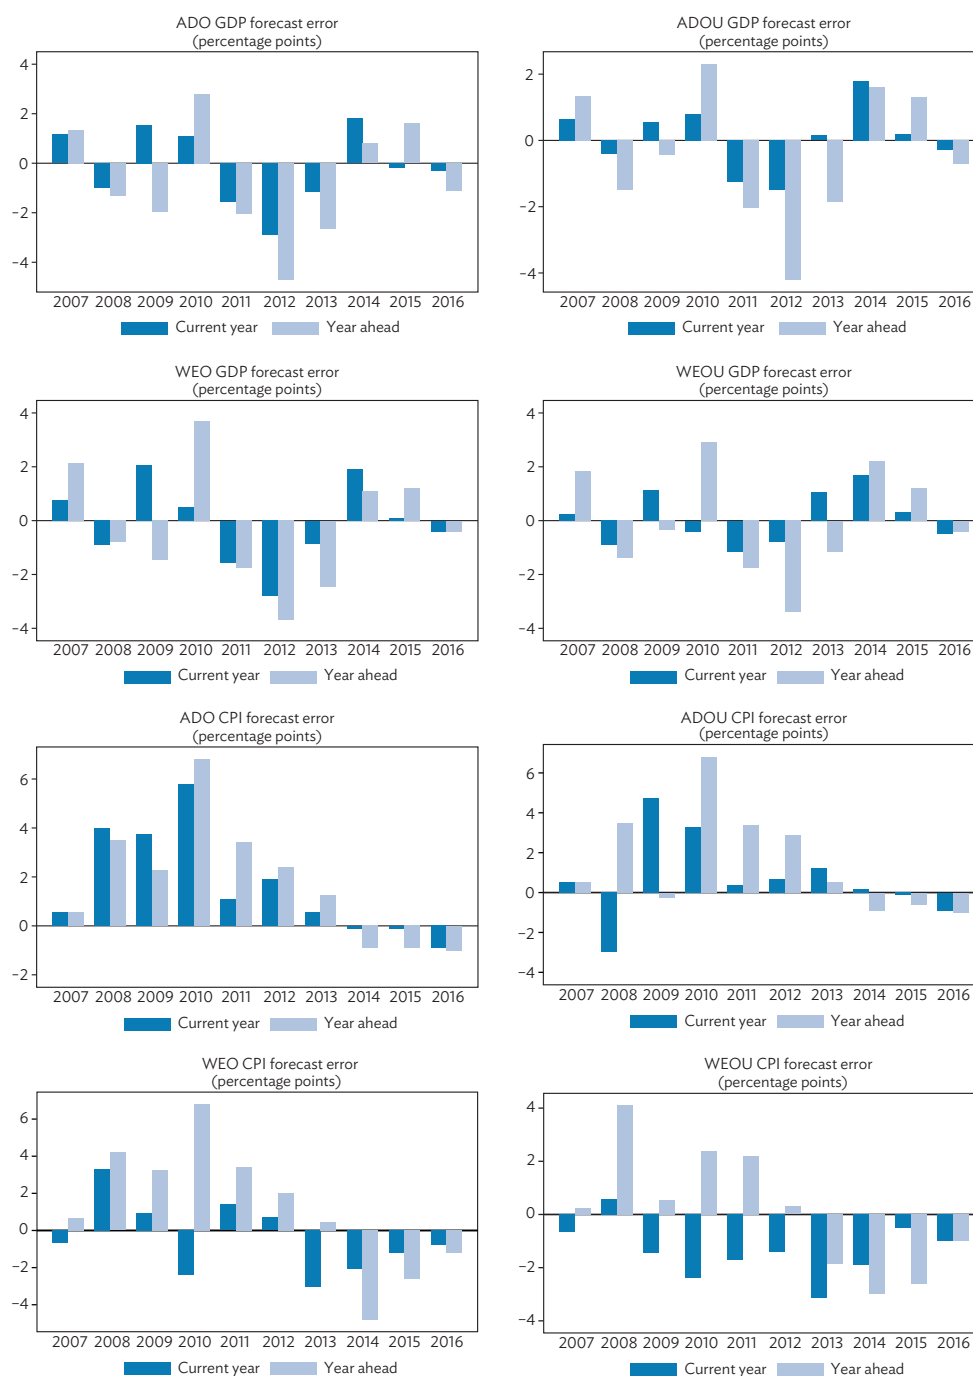 ADO GDP forecast error
(percentage points)
4
2
0
−2
−4
2007 2008 2009 2010 2011 2012 2013 2014 2015 2016
Current year Year ahead
ADOU GDP forecast error
(percentage points)
2
0
−2
−4
2007 2008 2009 2010 2011 2012 2013 2014 2015 2016
Current year Year ahead
WEO GDP forecast error
(percentage points)
4
2
0
−2
−4
2007 2008 2009 2010 2011 2012 2013 2014 2015 2016
Current year Year ahead
WEOU GDP forecast error
(percentage points)
4
2
0
−2
−4
2007 2008 2009 2010 2011 2012 2013 2014 2015 2016
Current year Year ahead
ADO CPI forecast error
(percentage points)
6
4
2
0
−2
2007 2008 2009 2010 2011 2012 2013 2014 2015 2016
Current year Year ahead
ADOU CPI forecast error
(percentage points)
6
4
2
0
−2
−4
2007 2008 2009 2010 2011 2012 2013 2014 2015 2016
Current year Year ahead
WEO CPI forecast error
(percentage points)
6
4
2
0
−2
−4
2007 2008 2009 2010 2011 2012 2013 2014 2015 2016
Current year Year ahead
WEOU CPI forecast error
(percentage points)
4
2
0
−2
−4
2007 2008 2009 2010 2011 2012 2013 2014 2015 2016
Current year Year ahead